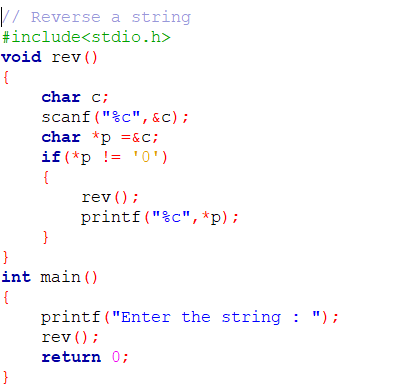 // Reverse a string
#include<stdio.h>
void rev()
{
    char c;
    scanf("%c",&c);
    char *p =&c;
    if(*p != '0')
    {
        rev();
        printf("%c",*p);
    }
}
int main()
{
    printf("Enter the string : ");
    rev();
    return 0;
}